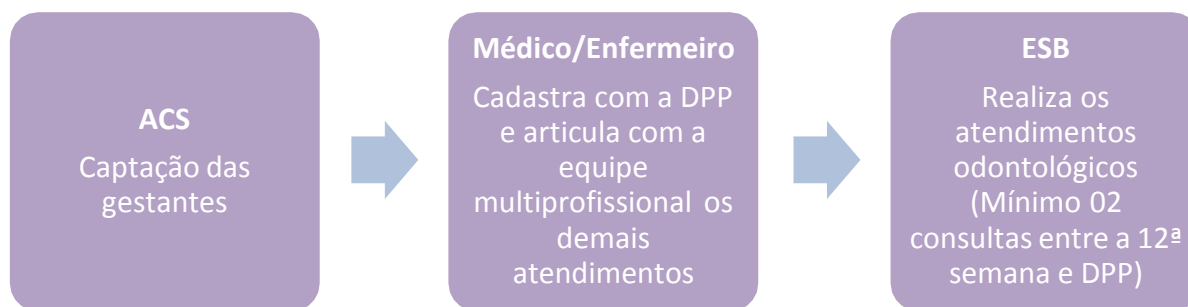 ACS
Captação das
gestantes
Médico/Enfermeiro
Cadastra com a DPP
e articula com a
equipe
multiprofissional os
demais
atendimentos
ESB
Realiza os
atendimentos
odontológicos
(Mínimo 02
consultas entre a 12ª
semana e DPP)